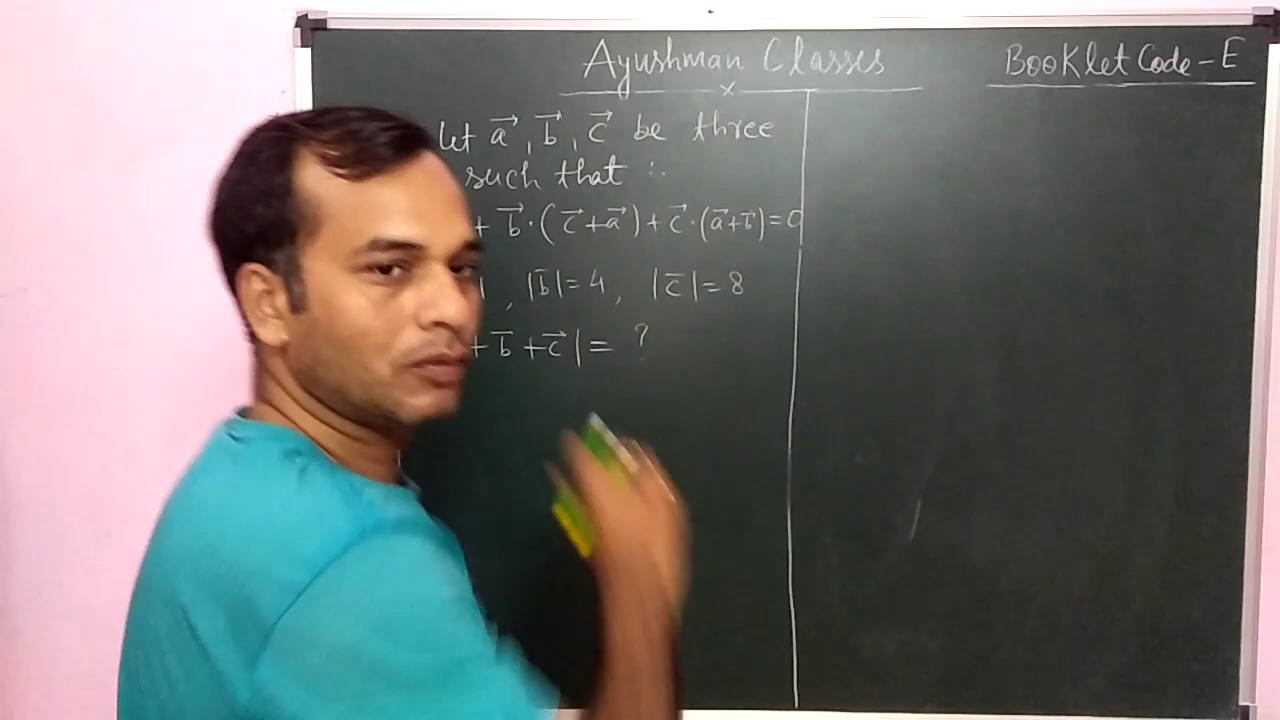 Ayushman Classes
BooKlet Code - E
let a⃗, b⃗, c⃗ be three
such that :.
+ b⃗·(c⃗+a⃗)+c⃗·(a⃗+b⃗)=0
, |b̄|=4, |c̄|=8
+b̄+c⃗|= ?